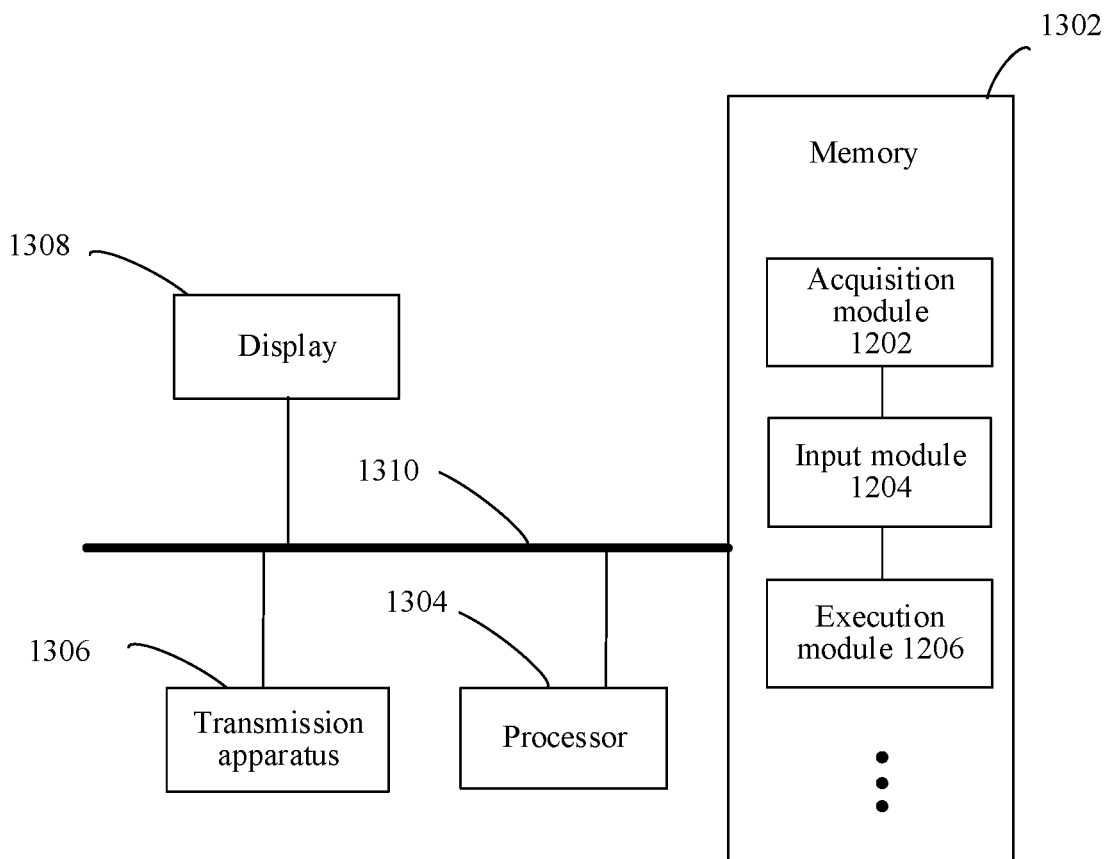 1302
Memory
1308
Acquisition
module
1202
Display
Input module
1204
1310
1304
Execution
module 1206
1306
Transmission
apparatus
Processor